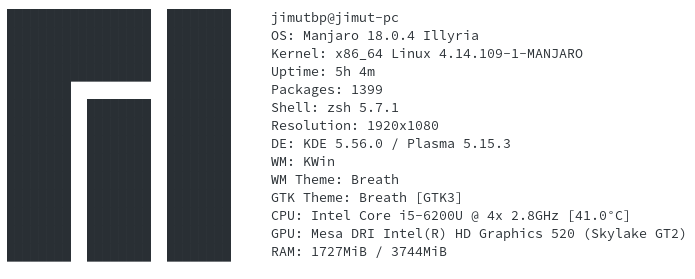 jimutbp@jimut-pc
OS: Manjaro 18.0.4 Illyria
Kernel: x86_64 Linux 4.14.109-1-MANJARO
Uptime: 5h 4m
Packages: 1399
Shell: zsh 5.7.1
Resolution: 1920x1080
DE: KDE 5.56.0 / Plasma 5.15.3
WM: KWin
WM Theme: Breath
GTK Theme: Breath [GTK3]
CPU: Intel Core i5-6200U @ 4x 2.8GHz [41.0°C]
GPU: Mesa DRI Intel(R) HD Graphics 520 (Skylake GT2)
RAM: 1727MiB / 3744MiB